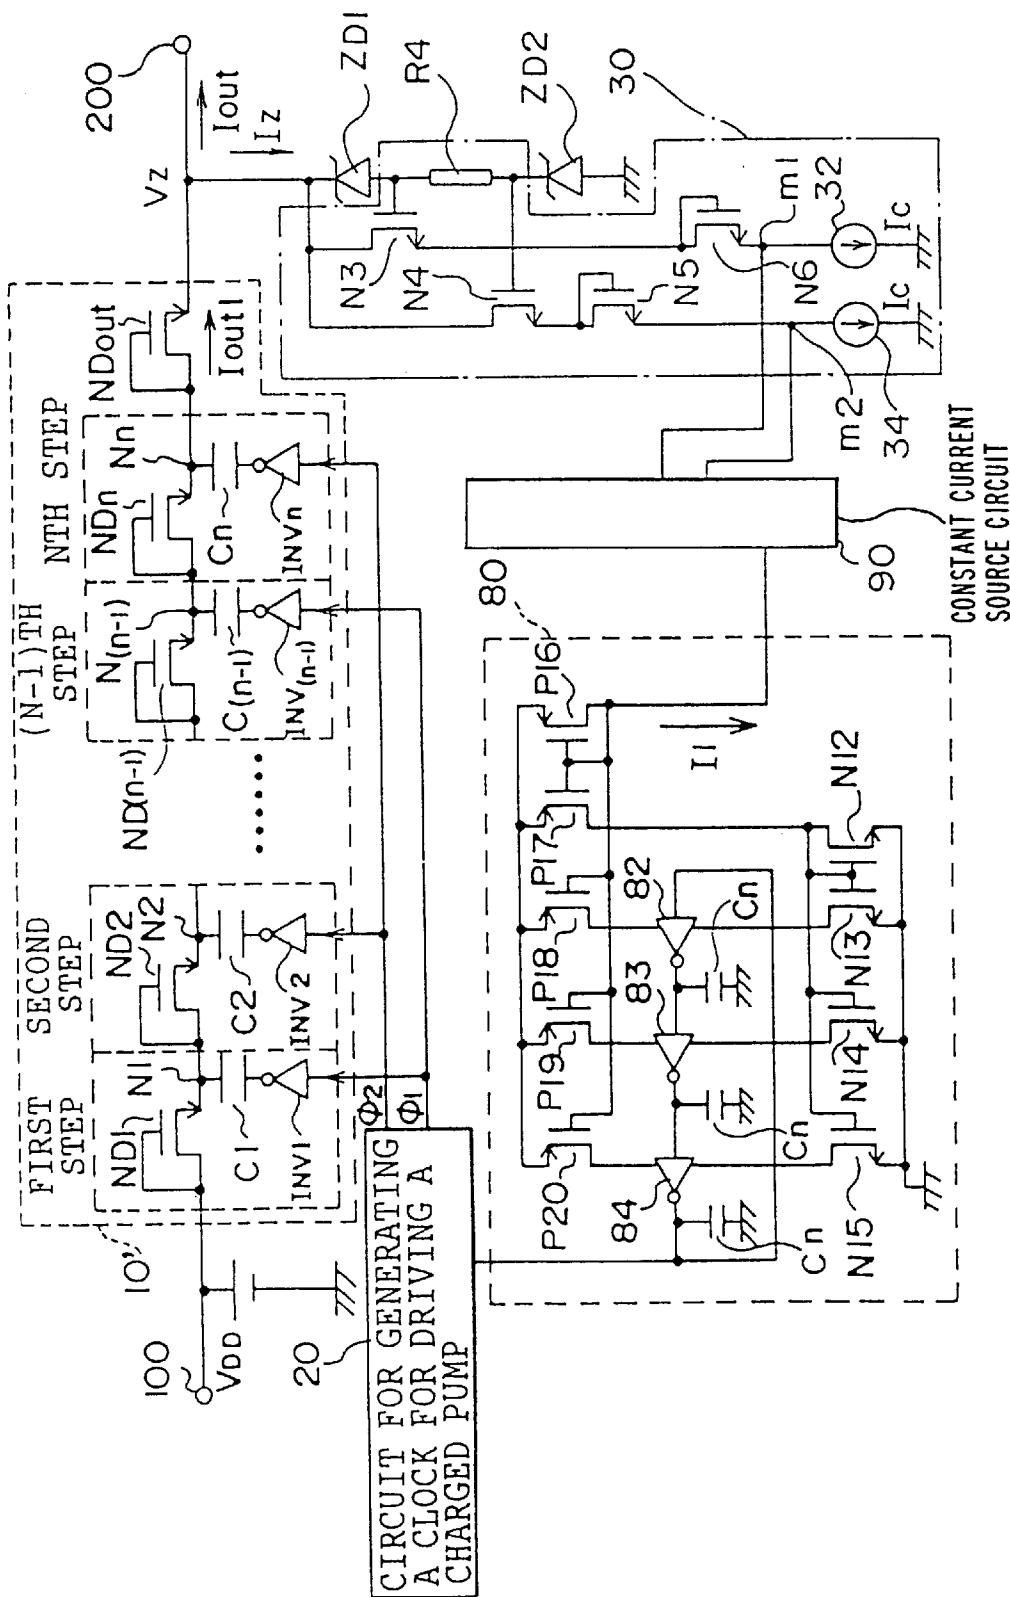 FIRST
STEP
SECOND
STEP
(N-1)TH
STEP
NTH STEP
10'
100
VDD
ND1
N1
C1
INV1
ND2
N2
C2
INV2
ND(n-1)
N(n-1)
C(n-1)
INV(n-1)
NDn
Nn
Cn
INVn
NDout
Iout1
Vz
200
Iout
Iz
ZD1
R4
ZD2
30
N3
N4
N5
N6
m1
m2
32
34
Ic
Ic
20
CIRCUIT FOR GENERATING
A CLOCK FOR DRIVING A
CHARGED PUMP
Φ2
Φ1
80
P16
P17
P18
P19
P20
I1
82
83
84
Cn
Cn
Cn
N12
N13
N14
N15
90
CONSTANT CURRENT
SOURCE CIRCUIT